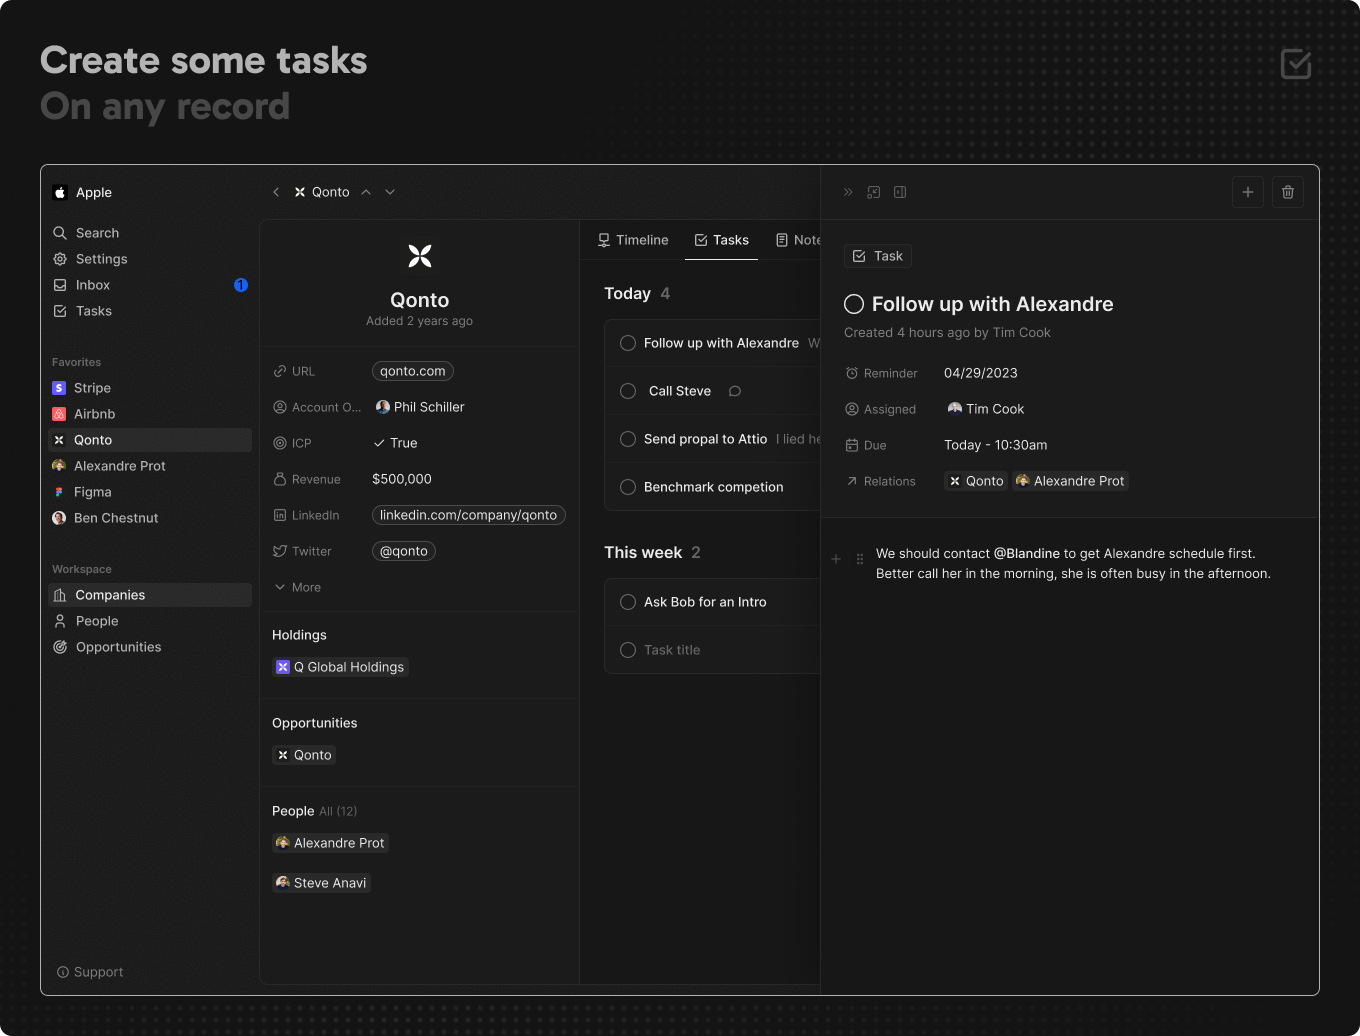 Create some tasks
On any record
Apple
Search
Settings
Inbox 1
Tasks
Favorites
Stripe
Airbnb
Qonto
Alexandre Prot
Figma
Ben Chestnut
Workspace
Companies
People
Opportunities
Support
Qonto
Qonto
Added 2 years ago
URL qonto.com
Account O... Phil Schiller
ICP True
Revenue $500,000
LinkedIn linkedin.com/company/qonto
Twitter @qonto
More
Holdings
Q Global Holdings
Opportunities
Qonto
People All (12)
Alexandre Prot
Steve Anavi
Timeline Tasks Note
Today 4
Follow up with Alexandre W
Call Steve
Send propal to Attio I lied he
Benchmark competion
This week 2
Ask Bob for an Intro
Task title
Task
Follow up with Alexandre
Created 4 hours ago by Tim Cook
Reminder 04/29/2023
Assigned Tim Cook
Due Today - 10:30am
Relations Qonto Alexandre Prot
We should contact @Blandine to get Alexandre schedule first.
Better call her in the morning, she is often busy in the afternoon.